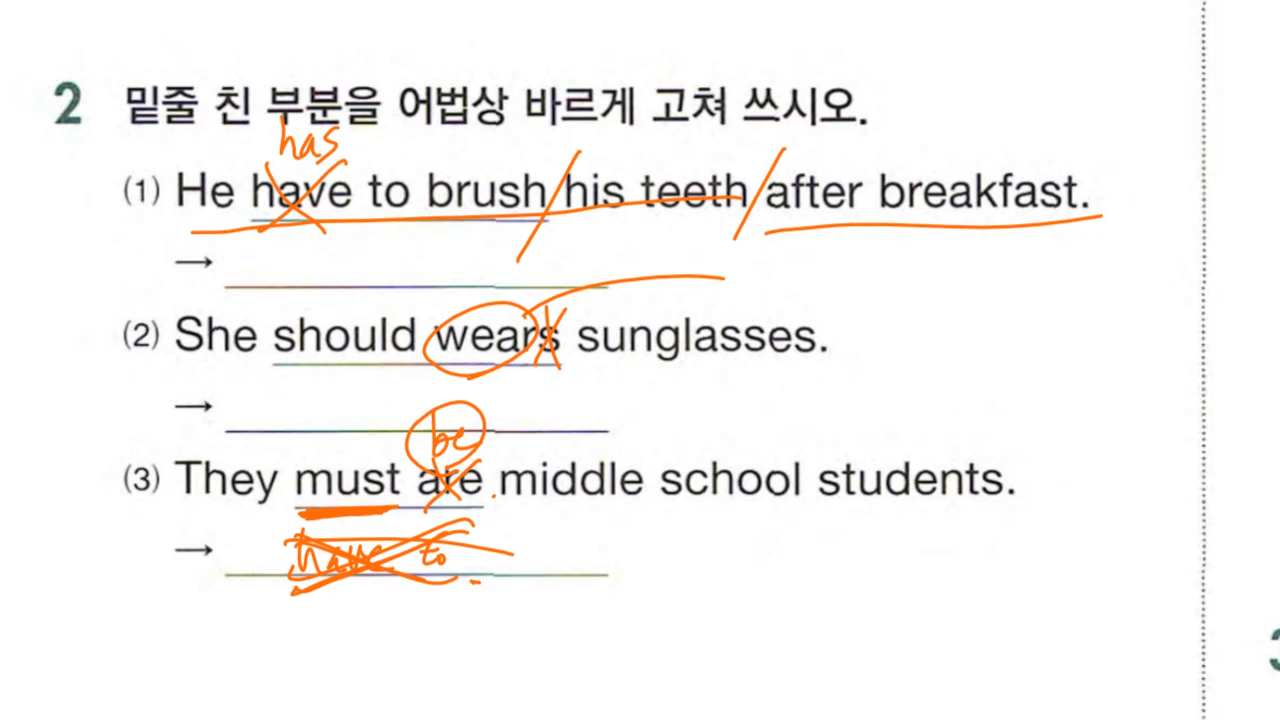 2 밑줄 친 부분을 어법상 바르게 고쳐 쓰시오.
has
(1) He have to brush his teeth after breakfast.
→
(2) She should wears sunglasses.
→
be
(3) They must are middle school students.
→ have to